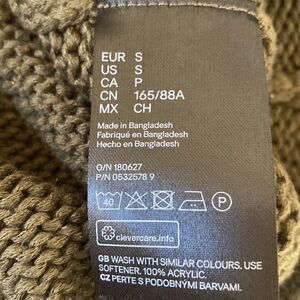 EUR S
US S
CA P
CN 165/88A
MX CH
Made in Bangladesh
Fabriqué en Bangladesh
Hecho en Bangladesh
O/N 180627
P/N 0532578 9
40 P
clevercare.info
GB WASH WITH SIMILAR COLOURS. USE
SOFTENER. 100% ACRYLIC.
CZ PERTE S PODOBNÝMI BARVAMI.